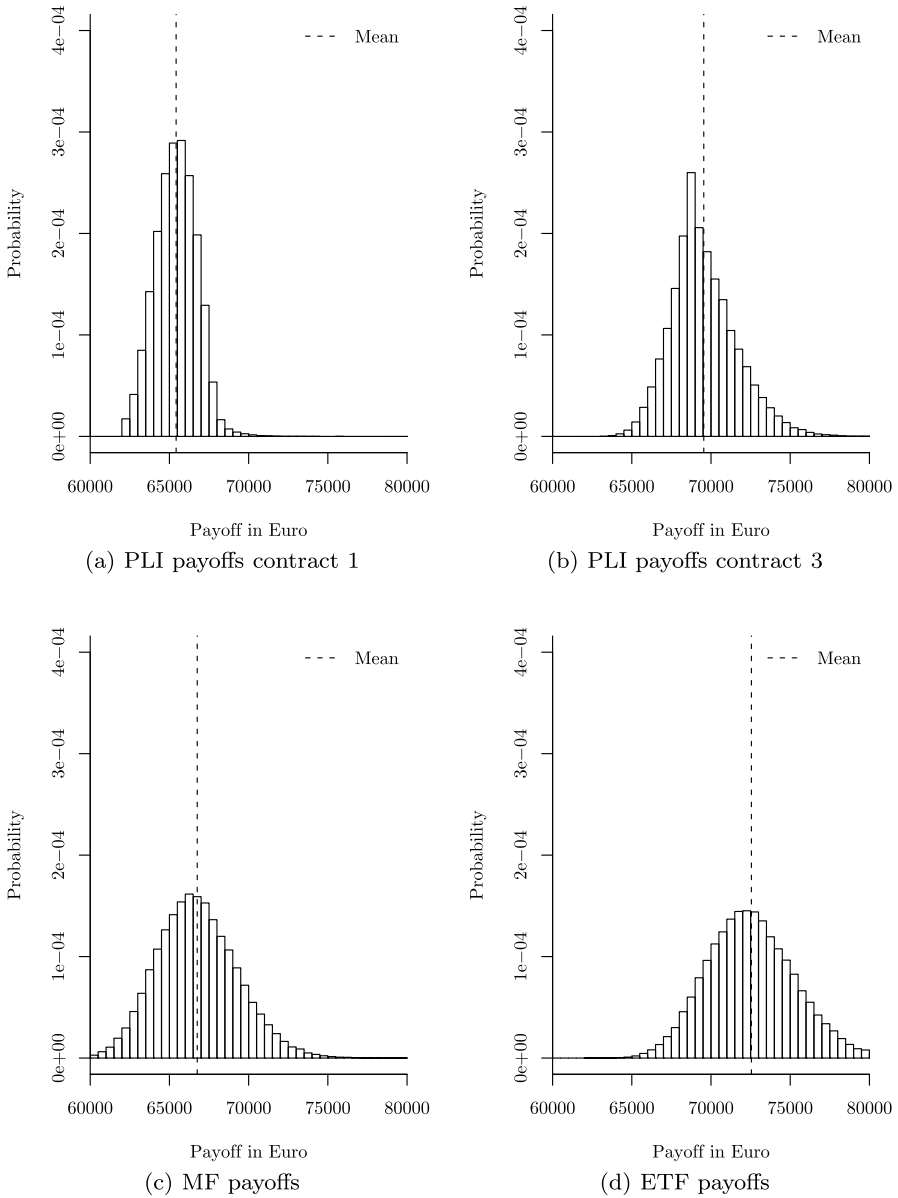 4e−04
Mean
3e−04
Probability
2e−04
1e−04
0e+00
60000 65000 70000 75000 80000
Payoff in Euro
(a) PLI payoffs contract 1
4e−04
Mean
3e−04
Probability
2e−04
1e−04
0e+00
60000 65000 70000 75000 80000
Payoff in Euro
(b) PLI payoffs contract 3
4e−04
Mean
3e−04
Probability
2e−04
1e−04
0e+00
60000 65000 70000 75000 80000
Payoff in Euro
(c) MF payoffs
4e−04
Mean
3e−04
Probability
2e−04
1e−04
0e+00
60000 65000 70000 75000 80000
Payoff in Euro
(d) ETF payoffs